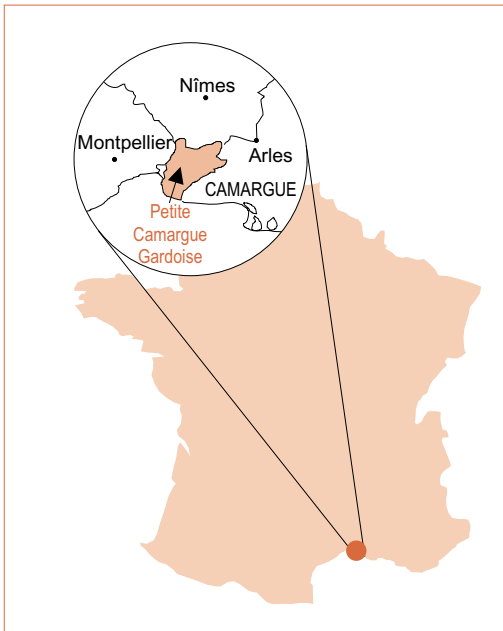 Nîmes
Montpellier
Arles
CAMARGUE
Petite
Camargue
Gardoise